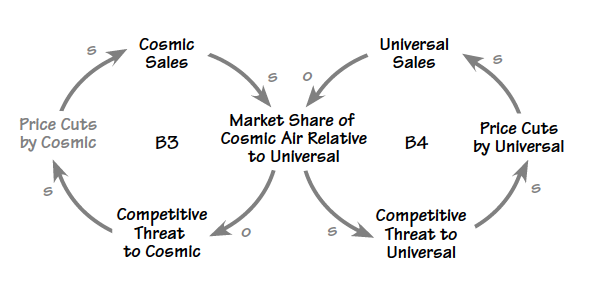 Cosmic
Sales
Universal
Sales
S
S
S
O
Price Cuts
by Cosmic
B3
Market Share of
Cosmic Air Relative
to Universal
B4
Price Cuts
by Universal
S
S
Competitive
Threat
to Cosmic
O
S
Competitive
Threat to
Universal